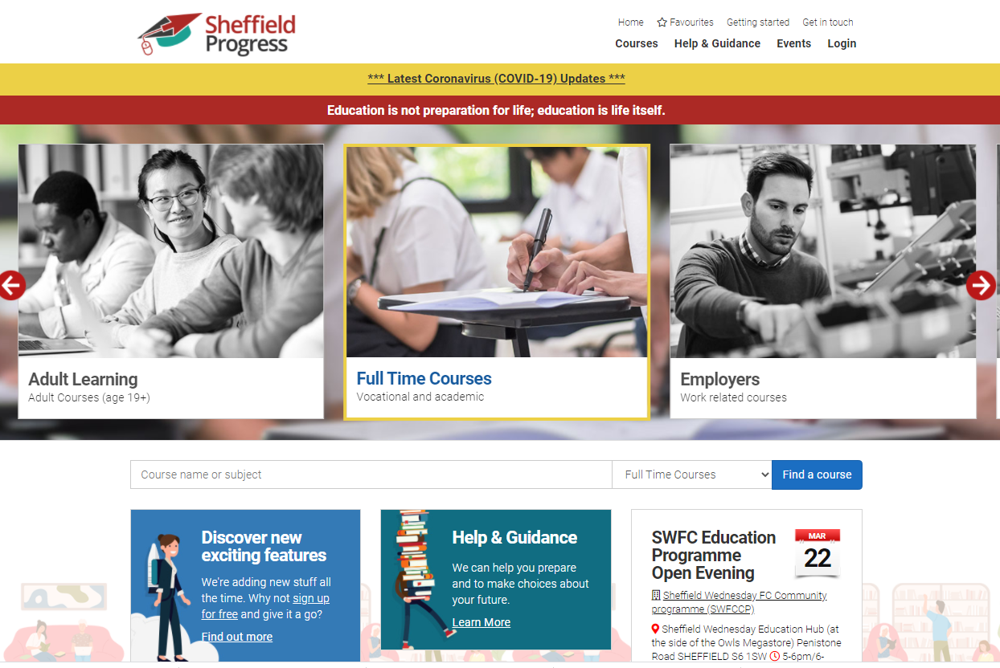 Sheffield
Progress
Home Favourites Getting started Get in touch
Courses Help & Guidance Events Login
*** Latest Coronavirus (COVID-19) Updates ***
Education is not preparation for life; education is life itself.
Adult Learning
Adult Courses (age 19+)
Full Time Courses
Vocational and academic
Employers
Work related courses
Course name or subject
Full Time Courses
Find a course
Discover new
exciting features
We're adding new stuff all
the time. Why not sign up
for free and give it a go?
Find out more
Help & Guidance
We can help you prepare
and to make choices about
your future.
Learn More
SWFC Education
Programme
Open Evening
MAR
22
Sheffield Wednesday FC Community
programme (SWFCCP)
Sheffield Wednesday Education Hub (at
the side of the Owls Megastore) Penistone
Road SHEFFIELD S6 1SW 5-6pm/6-